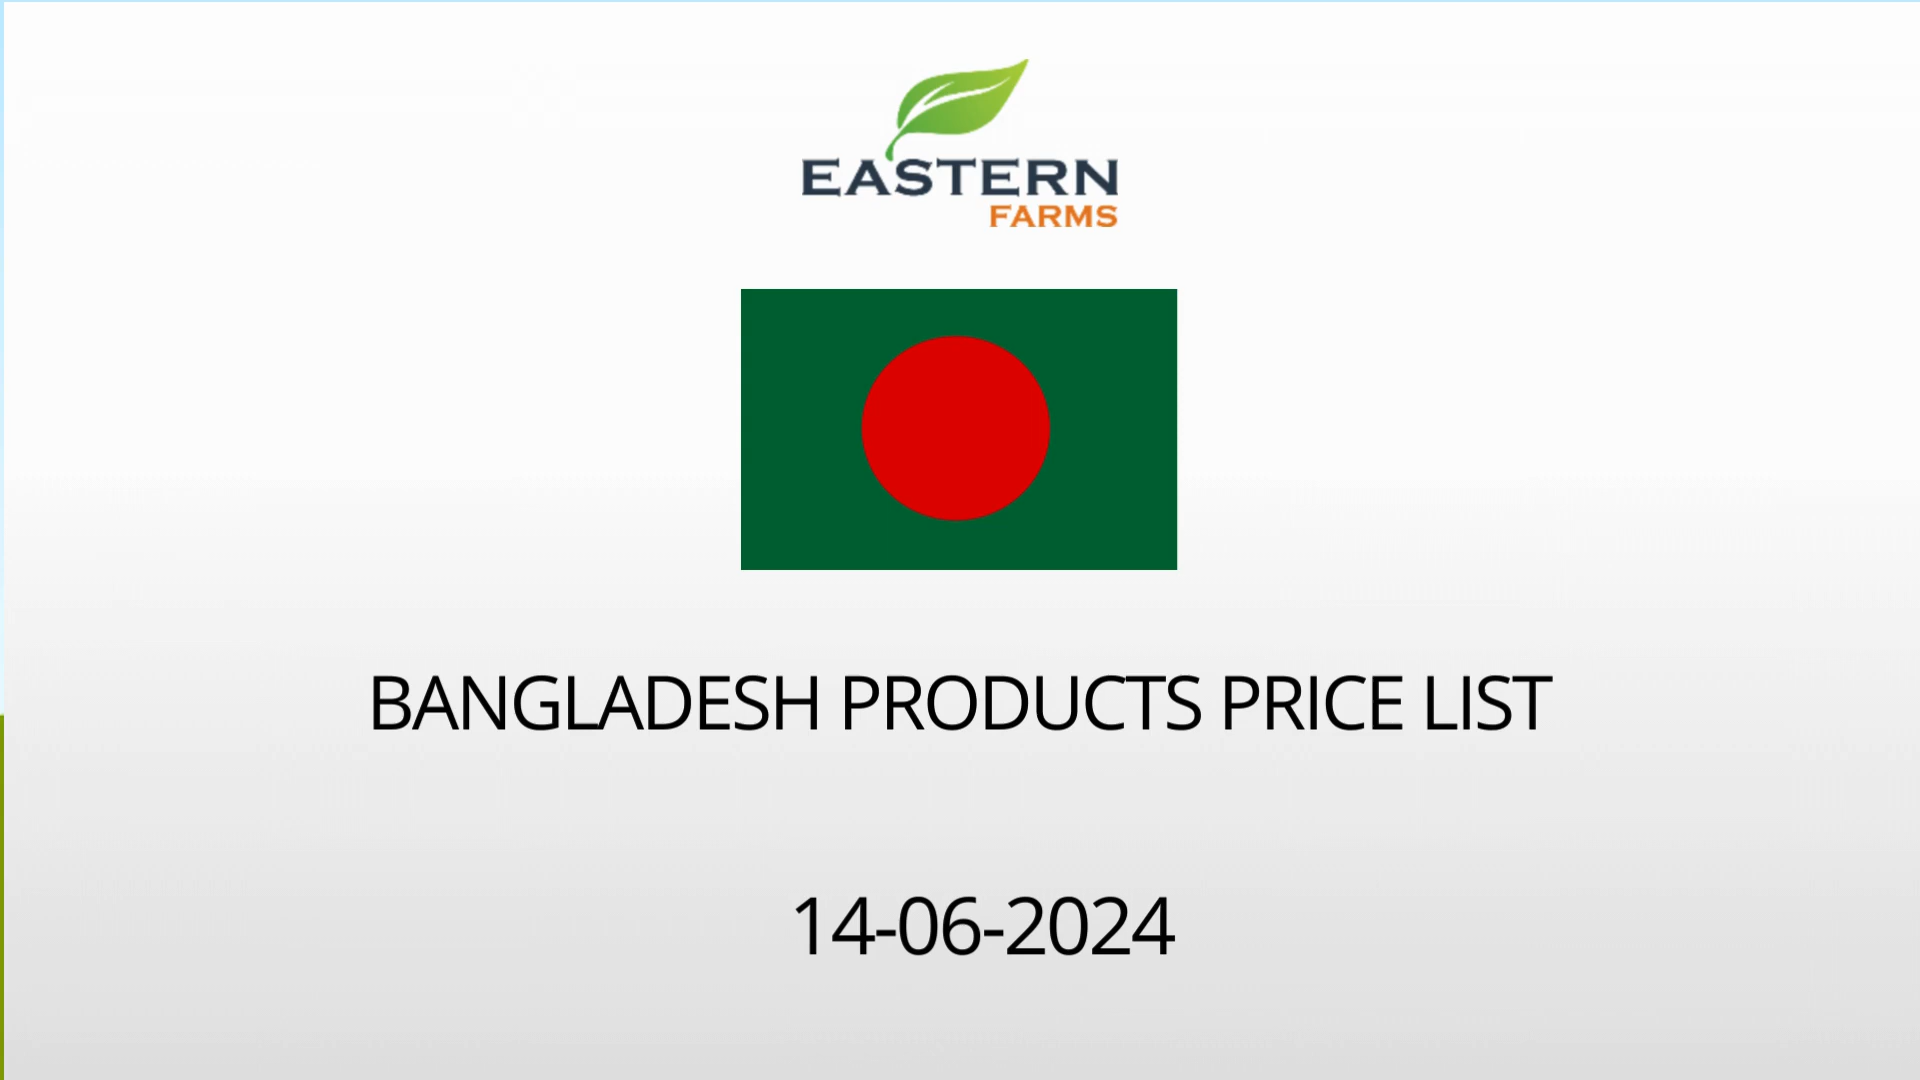 EASTERN
FARMS
BANGLADESH PRODUCTS PRICE LIST
14-06-2024